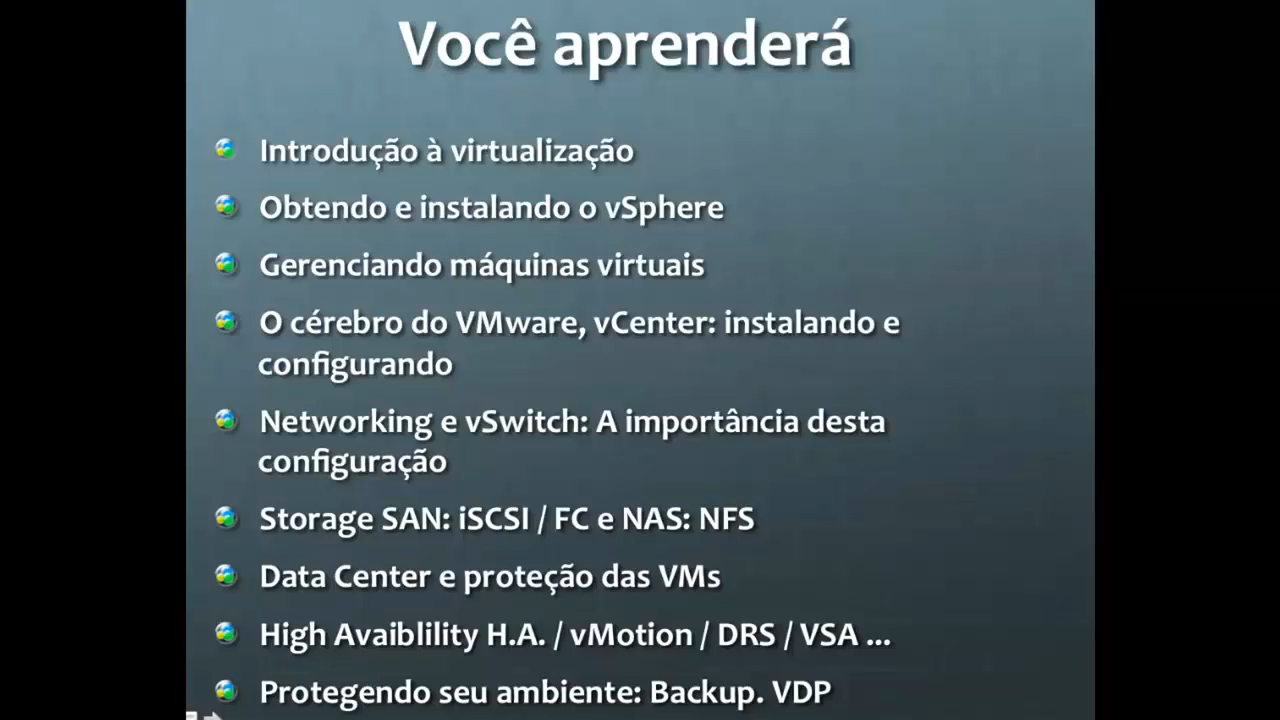 Você aprenderá
Introdução à virtualização
Obtendo e instalando o vSphere
Gerenciando máquinas virtuais
O cérebro do VMware, vCenter: instalando e
configurando
Networking e vSwitch: A importância desta
configuração
Storage SAN: iSCSI / FC e NAS: NFS
Data Center e proteção das VMs
High Avaiblility H.A. / vMotion / DRS / VSA ...
Protegendo seu ambiente: Backup. VDP